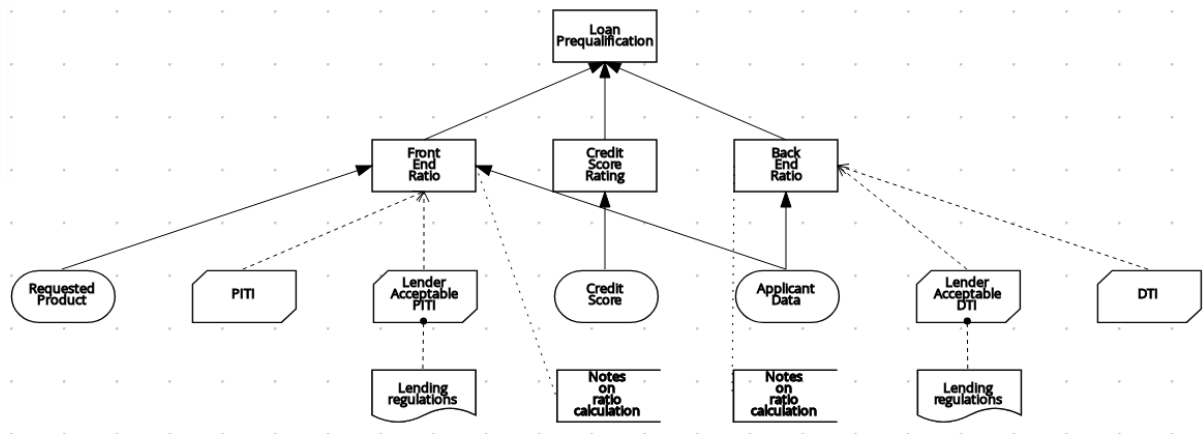 Loan
Prequalification
Front
End
Ratio
Credit
Score
Rating
Back
End
Ratio
Requested
Product
PITI
Lender
Acceptable
PITI
Credit
Score
Applicant
Data
Lender
Acceptable
DTI
DTI
Lending
regulations
Notes
on
ratio
calculation
Notes
on
ratio
calculation
Lending
regulations